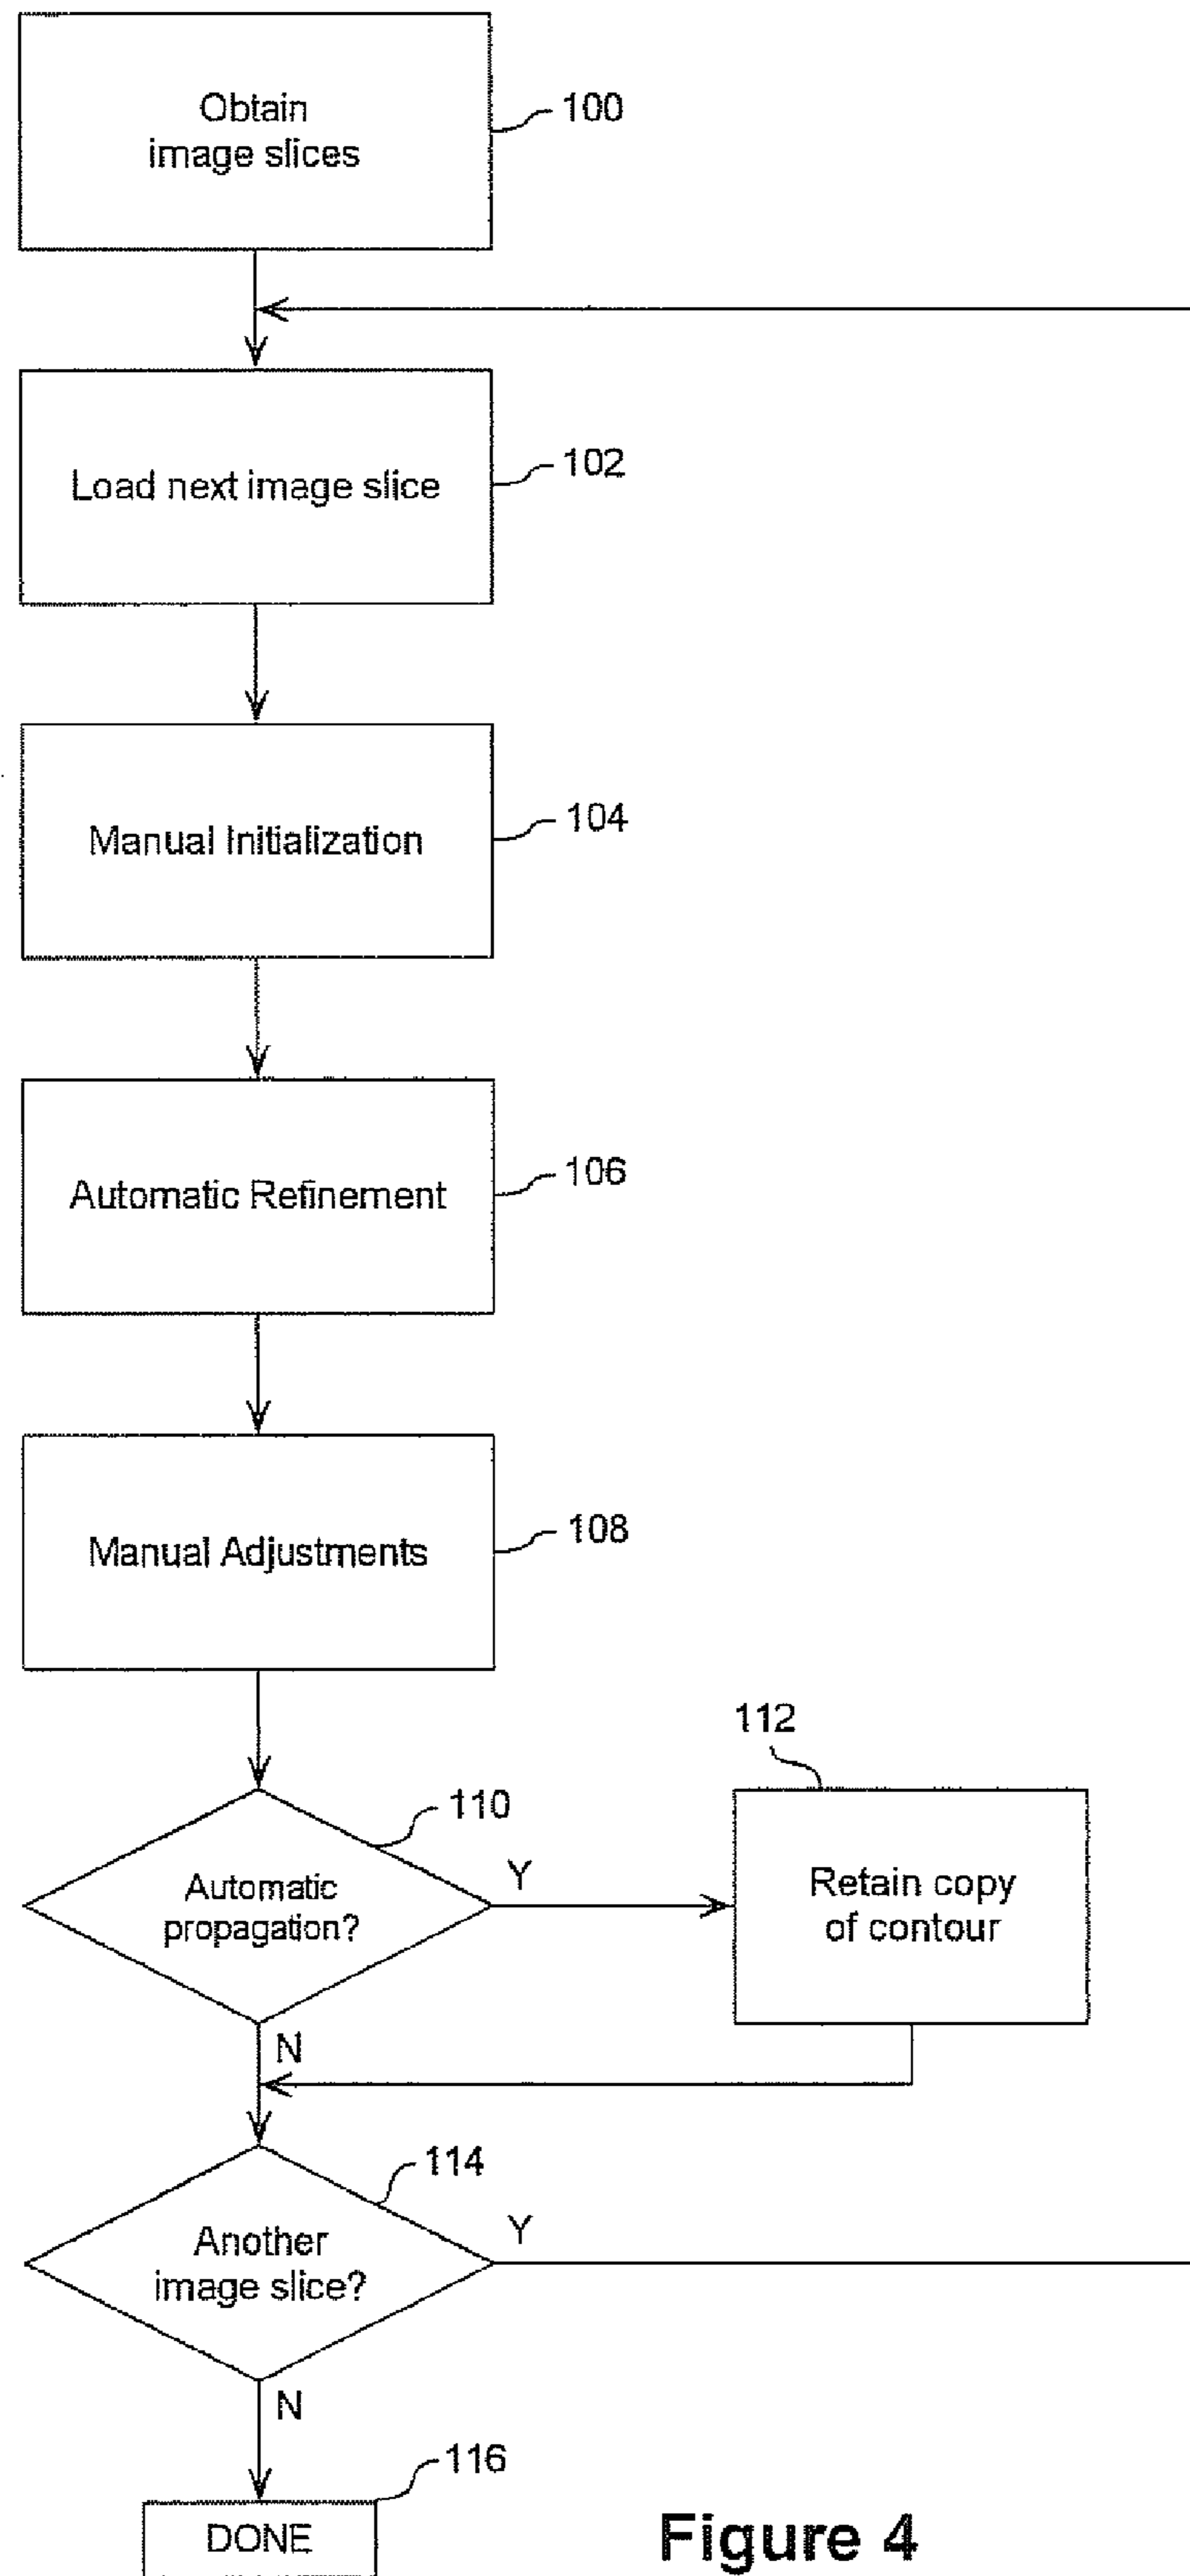 Obtain
image slices
100
Load next image slice
102
Manual Initialization
104
Automatic Refinement
106
Manual Adjustments
108
Automatic
propagation?
110
Y
N
112
Retain copy
of contour
Another
image slice?
114
Y
N
DONE
116
Figure 4